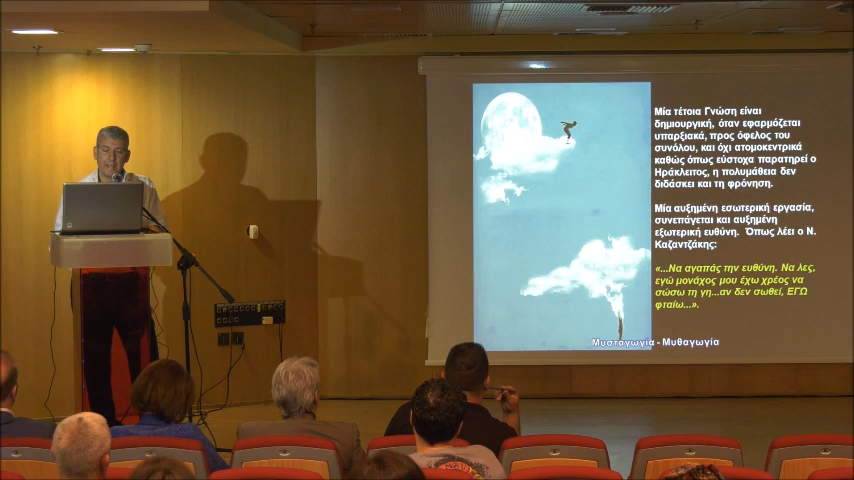 Μία τέτοια Γνώση είναι
δημιουργική, όταν εφαρμόζεται
υπαρξιακά, προς όφελος του
συνόλου, και όχι ατομοκεντρικά
καθώς όπως εύστοχα παρατηρεί ο
Ηράκλειτος, η πολυμάθεια δεν
διδάσκει και τη φρόνηση.
Μία αυξημένη εσωτερική εργασία,
συνεπάγεται και αυξημένη
εξωτερική ευθύνη. Όπως λέει ο Ν.
Καζαντζάκης:
«...Να αγαπάς την ευθύνη. Να λες,
εγώ μονάχος μου έχω χρέος να
σώσω τη γη...αν δεν σωθεί, ΕΓΩ
φταίω...».
Μυσταγωγία - Μυθαγωγία